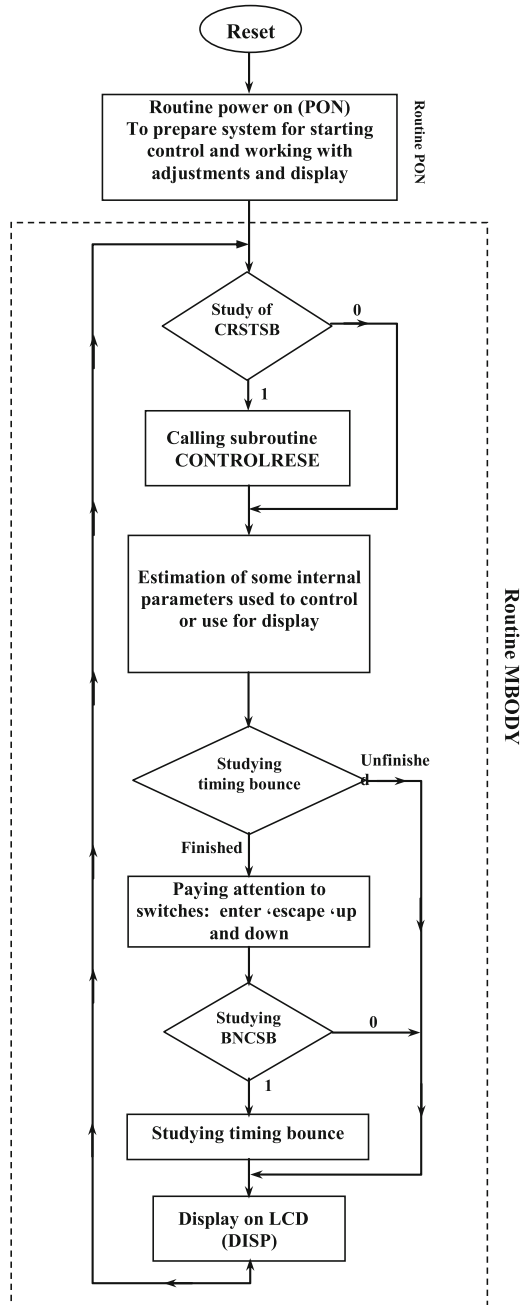 Reset
Routine power on (PON)
To prepare system for starting
control and working with
adjustments and display
Routine PON
Study of
CRSTSB
0
1
Calling subroutine
CONTROLRESE
Estimation of some internal
parameters used to control
or use for display
Routine MBODY
Studying
timing bounce
Unfinishe
d
Finished
Paying attention to
switches: enter ،escape ،up
and down
Studying
BNCSB
0
1
Studying timing bounce
Display on LCD
(DISP)